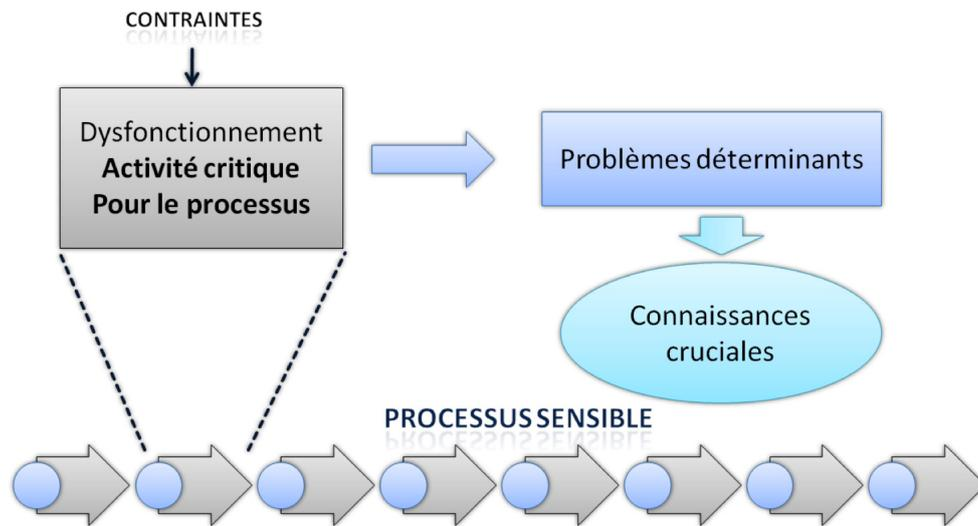 CONTRAINTES
Dysfonctionnement
Activité critique
Pour le processus
Problèmes déterminants
Connaissances
cruciales
PROCESSUS SENSIBLE